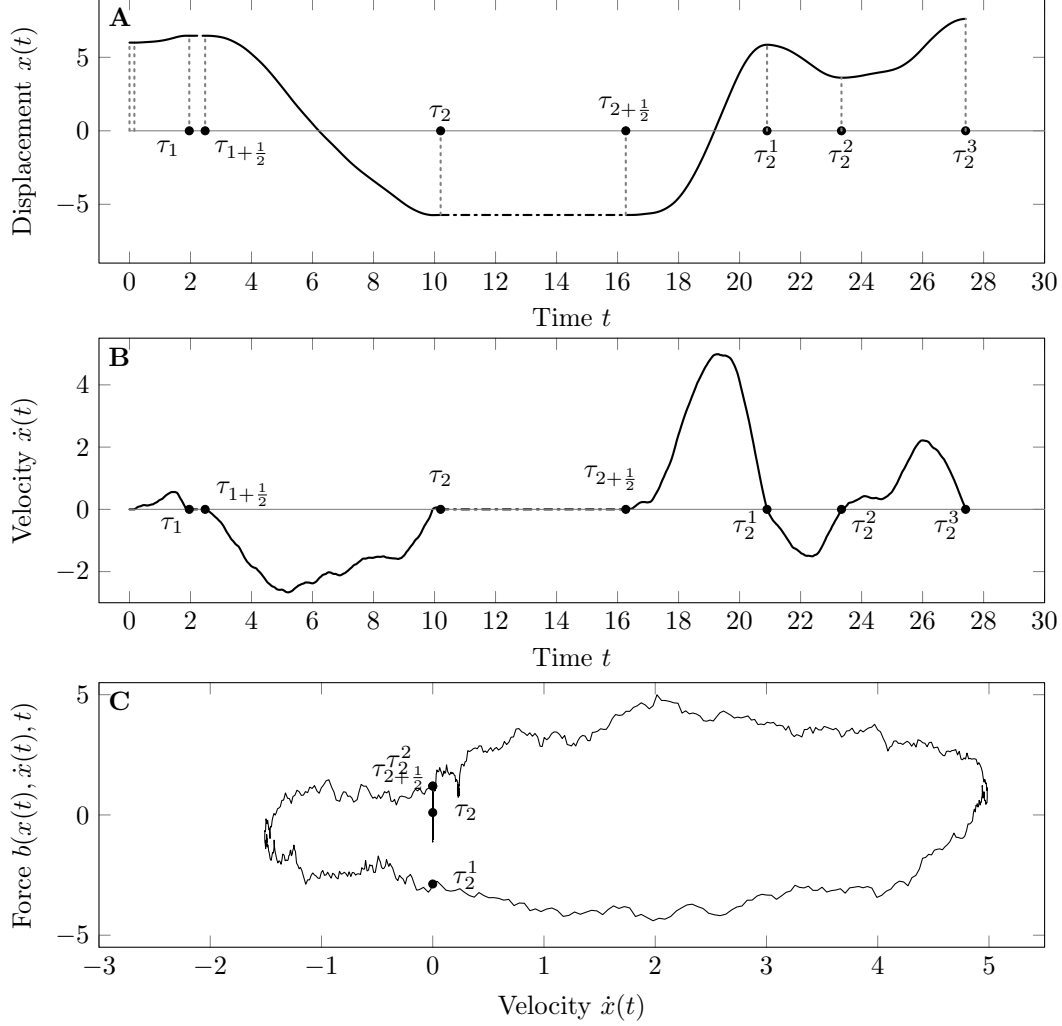 A
Displacement x(t)
5
0
−5
τ₂
τ₂₊½
τ₁
τ₁₊½
τ₂¹
τ₂²
τ₂³
0 2 4 6 8 10 12 14 16 18 20 22 24 26 28 30
Time t
B
Velocity ẋ(t)
4
2
0
−2
τ₁₊½
τ₂
τ₂₊½
τ₁
τ₂¹
τ₂²
τ₂³
0 2 4 6 8 10 12 14 16 18 20 22 24 26 28 30
Time t
C
Force b(x(t), ẋ(t), t)
5
0
−5
τ₂²
τ₂₊½
τ₂
τ₂¹
−3 −2 −1 0 1 2 3 4 5
Velocity ẋ(t)